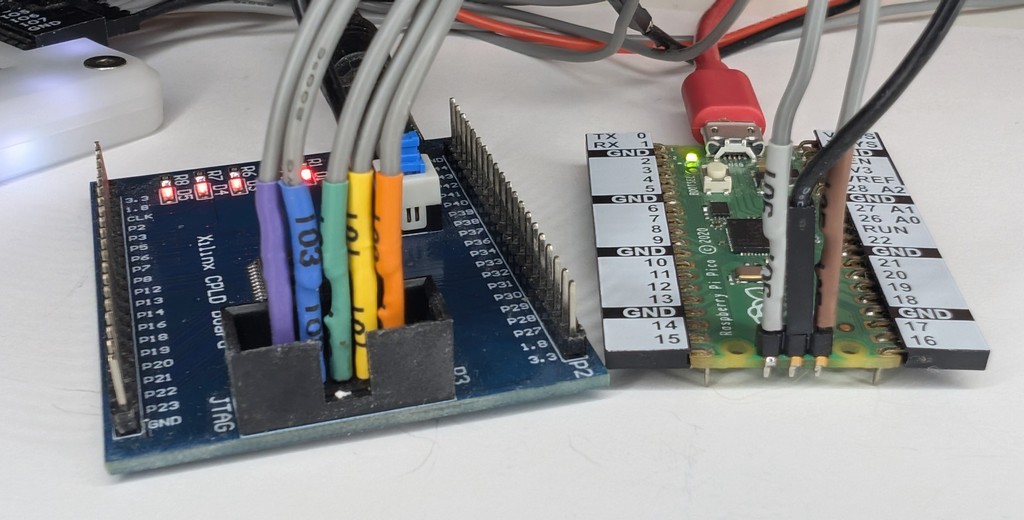 R8 D5
R7 D4
R6
R1
3.3
1.8
CLK
P2
P3
P5
P6
P7
P8
P12
P13
P14
P16
P18
P19
P20
P21
P22
P23
GND
Xilinx CPLD Board
JTAG
P3
P40
P39
P38
P37
P36
P34
P33
P32
P31
P30
P29
P28
P27
1.8
3.3
P2
103
TX 0
RX 1
GND
2
3
4
5
GND
6
7
8
9
GND
10
11
12
13
GND
14
15
Raspberry Pi Pico © 2020
VREF
28 A2
GND
27 A1
26 A0
RUN
22
GND
21
20
19
18
GND
17
16